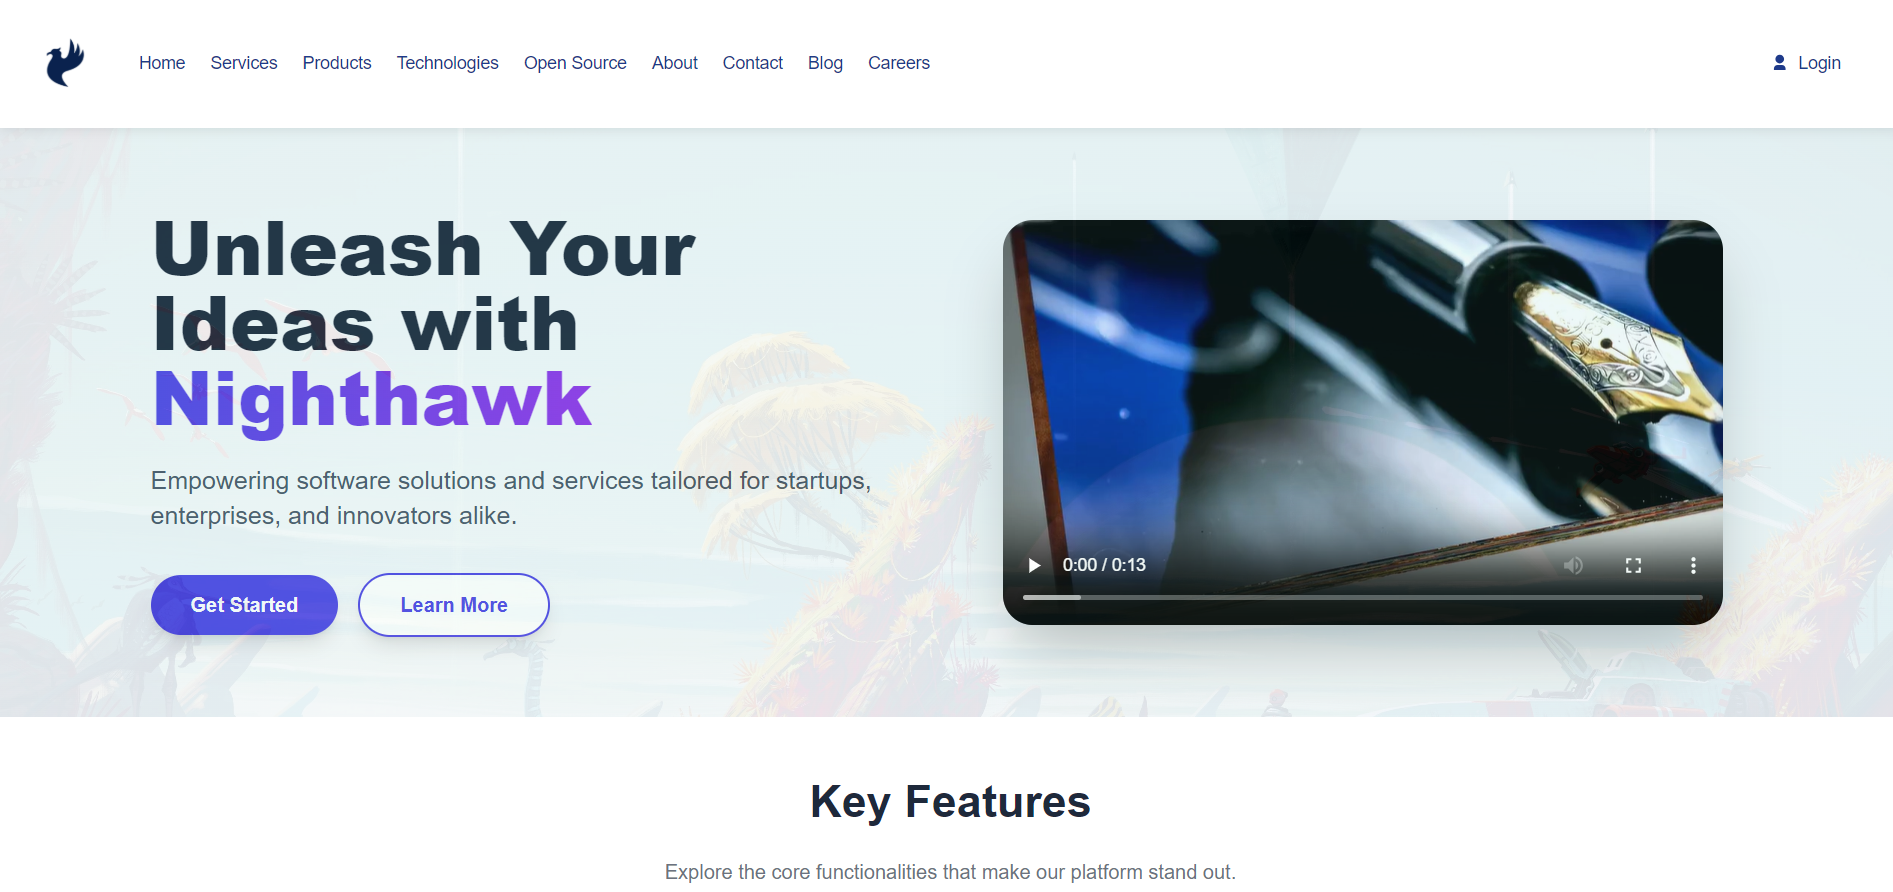 Home Services Products Technologies Open Source About Contact Blog Careers Login
Unleash Your
Ideas with
Nighthawk
Empowering software solutions and services tailored for startups,
enterprises, and innovators alike.
Get Started Learn More
0:00 / 0:13
Key Features
Explore the core functionalities that make our platform stand out.